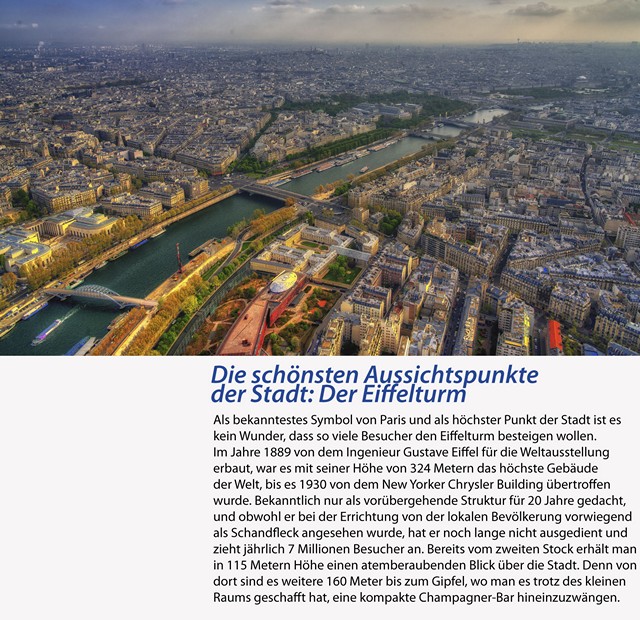 Die schönsten Aussichtspunkte
der Stadt: Der Eiffelturm
Als bekanntestes Symbol von Paris und als höchster Punkt der Stadt ist es
kein Wunder, dass so viele Besucher den Eiffelturm besteigen wollen.
Im Jahre 1889 von dem Ingenieur Gustave Eiffel für die Weltausstellung
erbaut, war es mit seiner Höhe von 324 Metern das höchste Gebäude
der Welt, bis es 1930 von dem New Yorker Chrysler Building übertroffen
wurde. Bekanntlich nur als vorübergehende Struktur für 20 Jahre gedacht,
und obwohl er bei der Errichtung von der lokalen Bevölkerung vorwiegend
als Schandfleck angesehen wurde, hat er noch lange nicht ausgedient und
zieht jährlich 7 Millionen Besucher an. Bereits vom zweiten Stock erhält man
in 115 Metern Höhe einen atemberaubenden Blick über die Stadt. Denn von
dort sind es weitere 160 Meter bis zum Gipfel, wo man es trotz des kleinen
Raums geschafft hat, eine kompakte Champagner-Bar hineinzuzwängen.